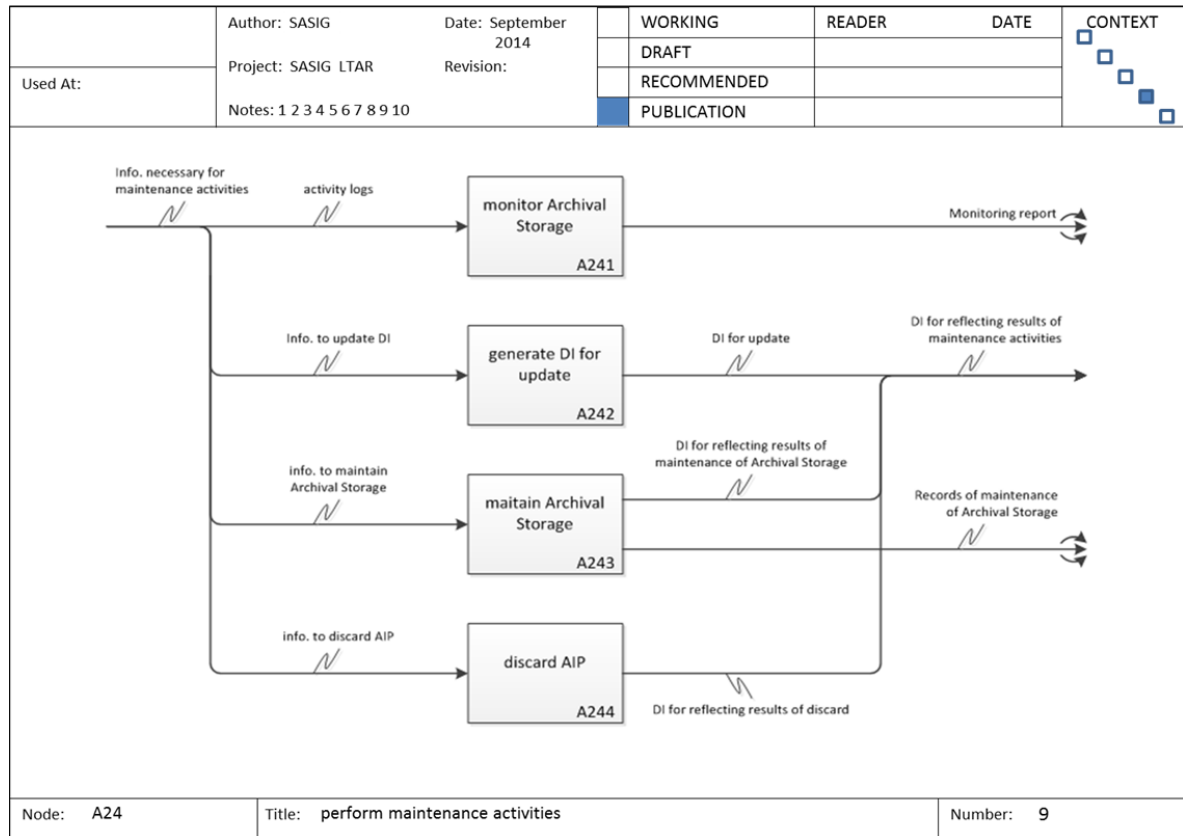 Author: SASIG
Date: September
2014
Project: SASIG LTAR
Revision:
Used At:
Notes: 1 2 3 4 5 6 7 8 9 10
WORKING
DRAFT
RECOMMENDED
PUBLICATION
READER DATE
CONTEXT
Info. necessary for
maintenance activities
activity logs
monitor Archival
Storage
A241
Monitoring report
Info. to update DI
generate DI for
update
A242
DI for update
DI for reflecting results of
maintenance activities
info. to maintain
Archival Storage
maitain Archival
Storage
A243
DI for reflecting results of
maintenance of Archival Storage
Records of maintenance
of Archival Storage
info. to discard AIP
discard AIP
A244
DI for reflecting results of discard
Node: A24
Title: perform maintenance activities
Number: 9